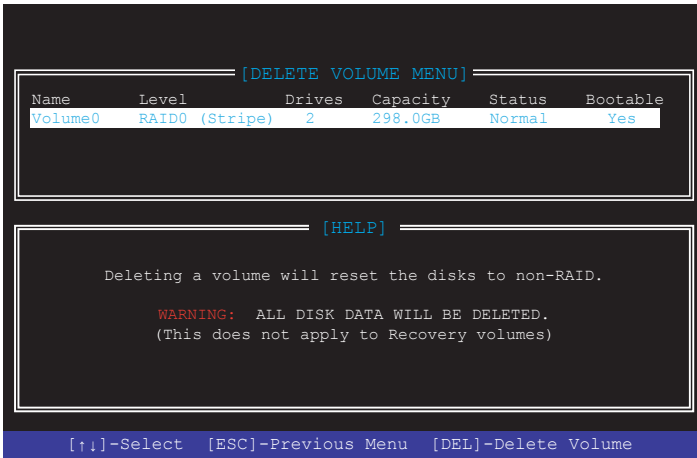 [DELETE VOLUME MENU]
Name Level Drives Capacity Status Bootable
Volume0 RAID0 (Stripe) 2 298.0GB Normal Yes
[HELP]
Deleting a volume will reset the disks to non-RAID.
WARNING: ALL DISK DATA WILL BE DELETED.
(This does not apply to Recovery volumes)
[↑↓]-Select [ESC]-Previous Menu [DEL]-Delete Volume